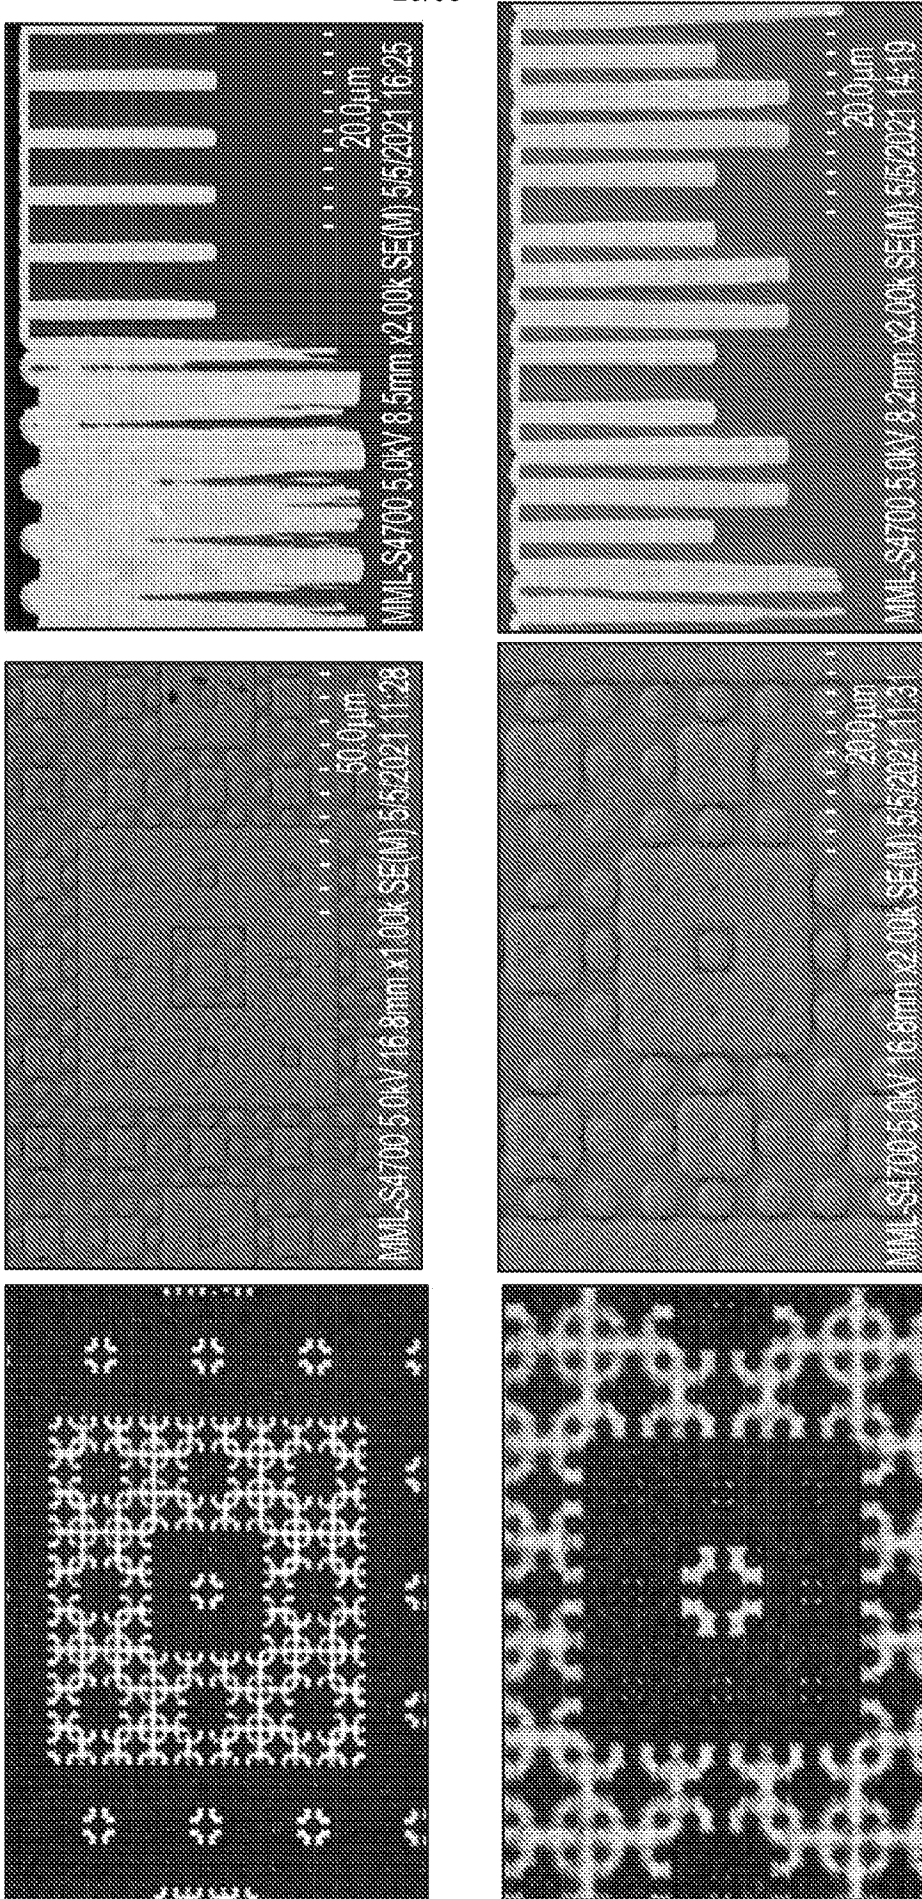 50.0µm
MML-S4700 5.0kV 16.8mm x1.00k SE(M) 5/5/2021 11:28
20.0µm
MML-S4700 5.0kV 8.5mm x2.00k SE(M) 5/5/2021 16:25
20.0µm
MML-S4700 5.0kV 16.8mm x2.00k SE(M) 5/5/2021 11:31
20.0µm
MML-S4700 5.0kV 8.2mm x2.00k SE(M) 5/5/2021 14:19